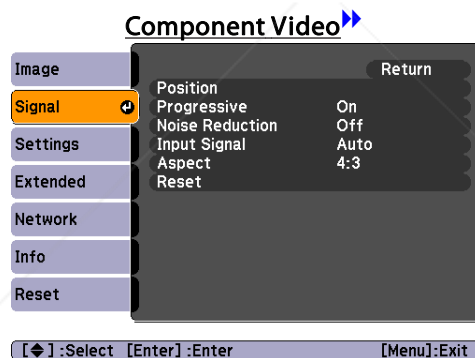 Component Video
Image
Return
Position
Signal
Progressive On
Noise Reduction Off
Settings
Input Signal Auto
Aspect 4:3
Extended
Reset
Network
Info
Reset
[◆] :Select [Enter] :Enter [Menu]:Exit